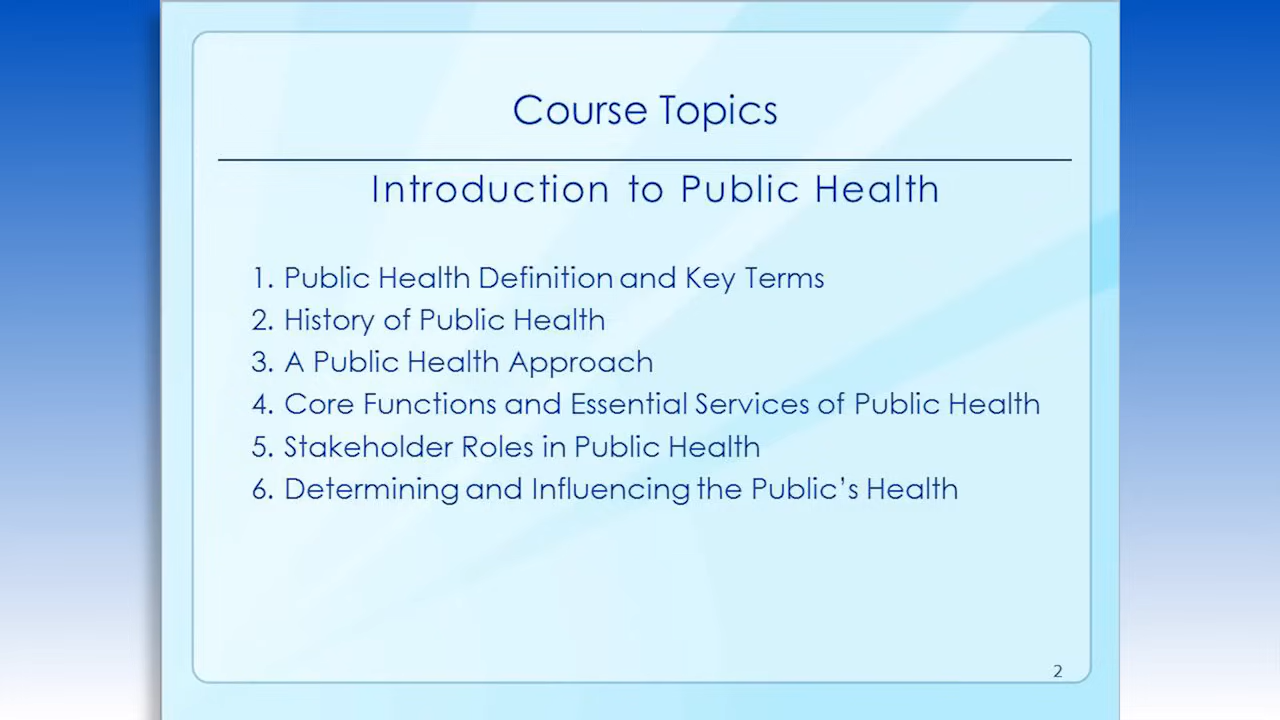 Course Topics
Introduction to Public Health
1. Public Health Definition and Key Terms
2. History of Public Health
3. A Public Health Approach
4. Core Functions and Essential Services of Public Health
5. Stakeholder Roles in Public Health
6. Determining and Influencing the Public’s Health
2